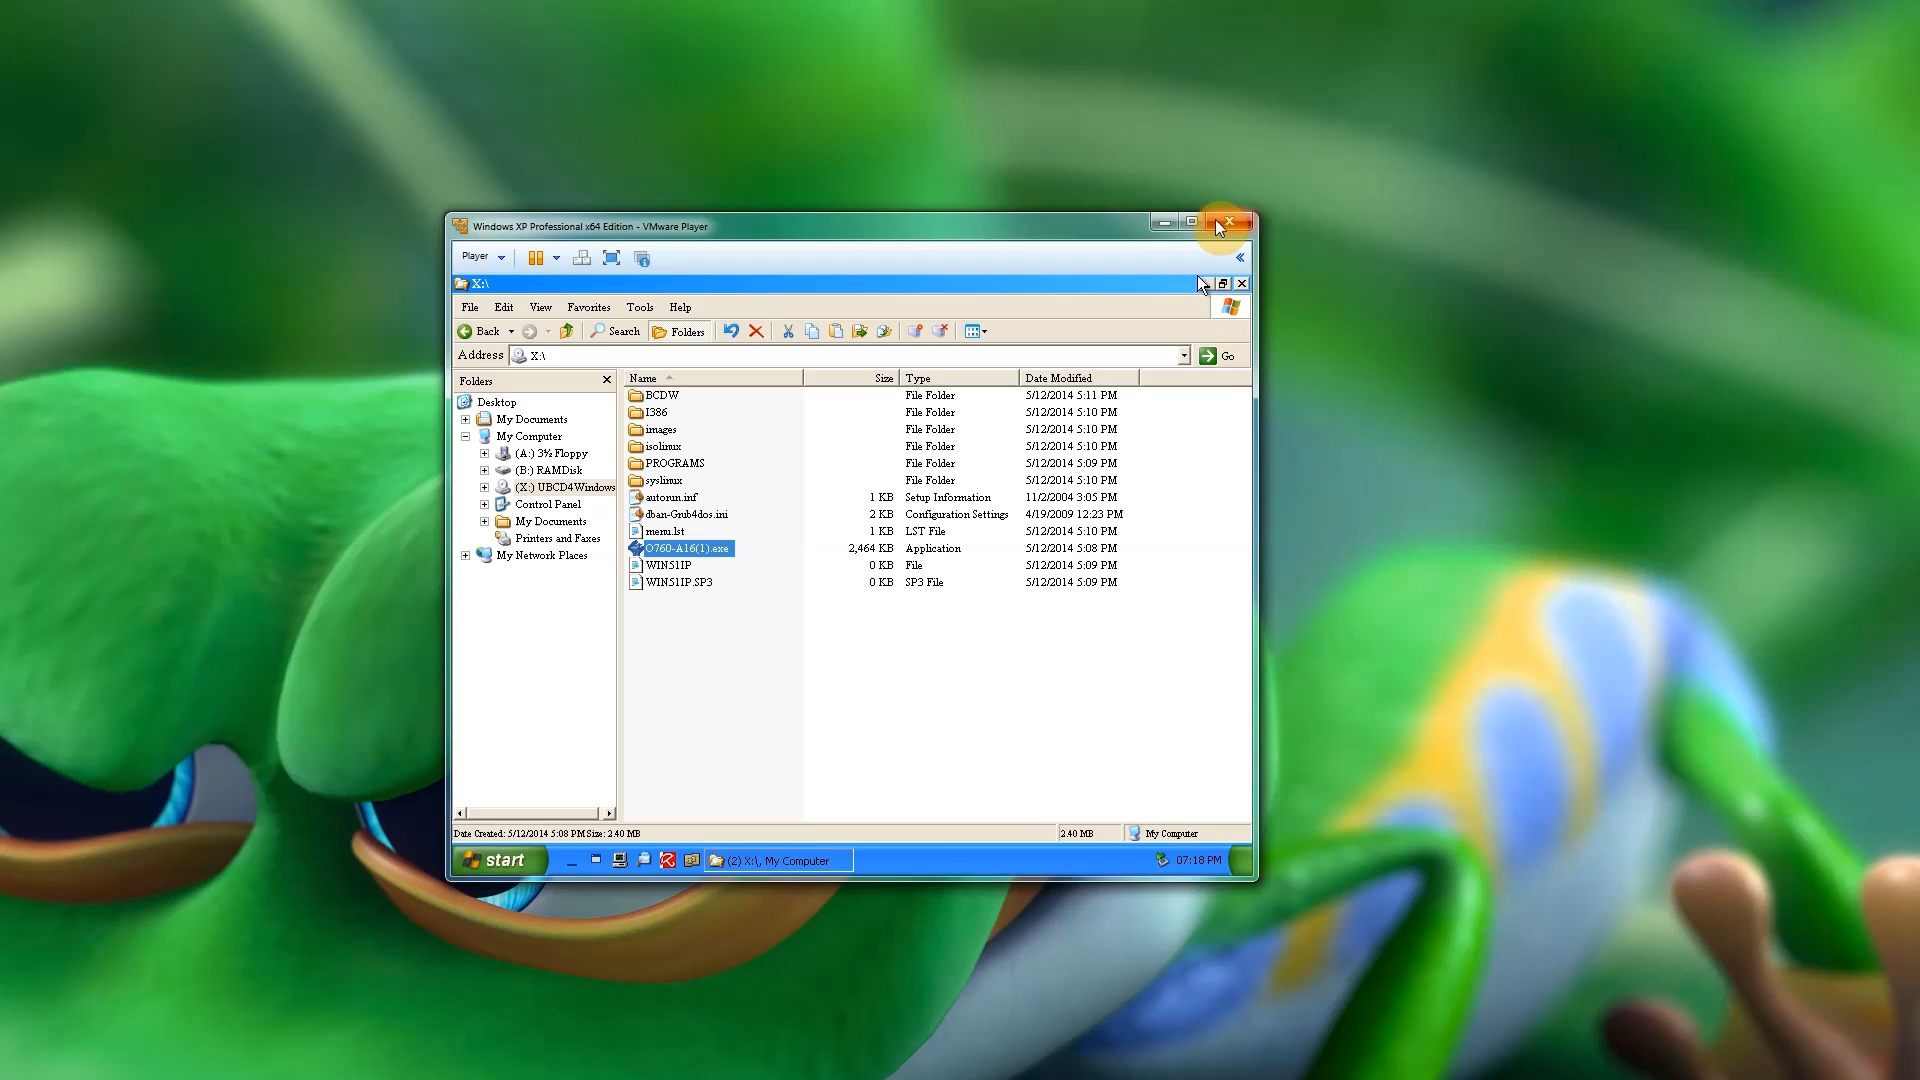 Windows XP Professional x64 Edition - VMware Player
Player
X:\
File Edit View Favorites Tools Help
Back Search Folders
Address X:\ Go
Folders
Desktop
My Documents
My Computer
(A:) 3½ Floppy
(B:) RAMDisk
(X:) UBCD4Windows
Control Panel
My Documents
Printers and Faxes
My Network Places
Name Size Type Date Modified
BCDW File Folder 5/12/2014 5:11 PM
I386 File Folder 5/12/2014 5:10 PM
images File Folder 5/12/2014 5:10 PM
isolinux File Folder 5/12/2014 5:10 PM
PROGRAMS File Folder 5/12/2014 5:09 PM
syslinux File Folder 5/12/2014 5:10 PM
autorun.inf 1 KB Setup Information 11/2/2004 3:05 PM
dban-Grub4dos.ini 2 KB Configuration Settings 4/19/2009 12:23 PM
menu.lst 1 KB LST File 5/12/2014 5:10 PM
O760-A16(1).exe 2,464 KB Application 5/12/2014 5:08 PM
WIN51IP 0 KB File 5/12/2014 5:09 PM
WIN51IP.SP3 0 KB SP3 File 5/12/2014 5:09 PM
Date Created: 5/12/2014 5:08 PM Size: 2.40 MB 2.40 MB My Computer
start (2) X:\, My Computer 07:18 PM